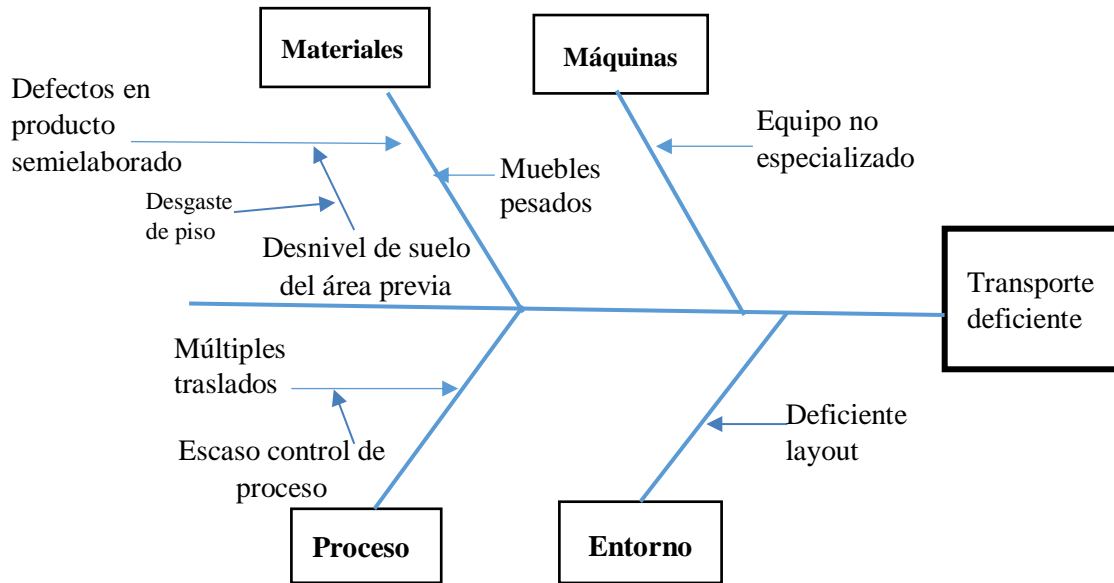 Materiales
Máquinas
Defectos en
producto
semielaborado
Equipo no
especializado
Muebles
pesados
Desgaste
de piso
Desnivel de suelo
del área previa
Transporte
deficiente
Múltiples
traslados
Deficiente
layout
Escaso control de
proceso
Proceso
Entorno